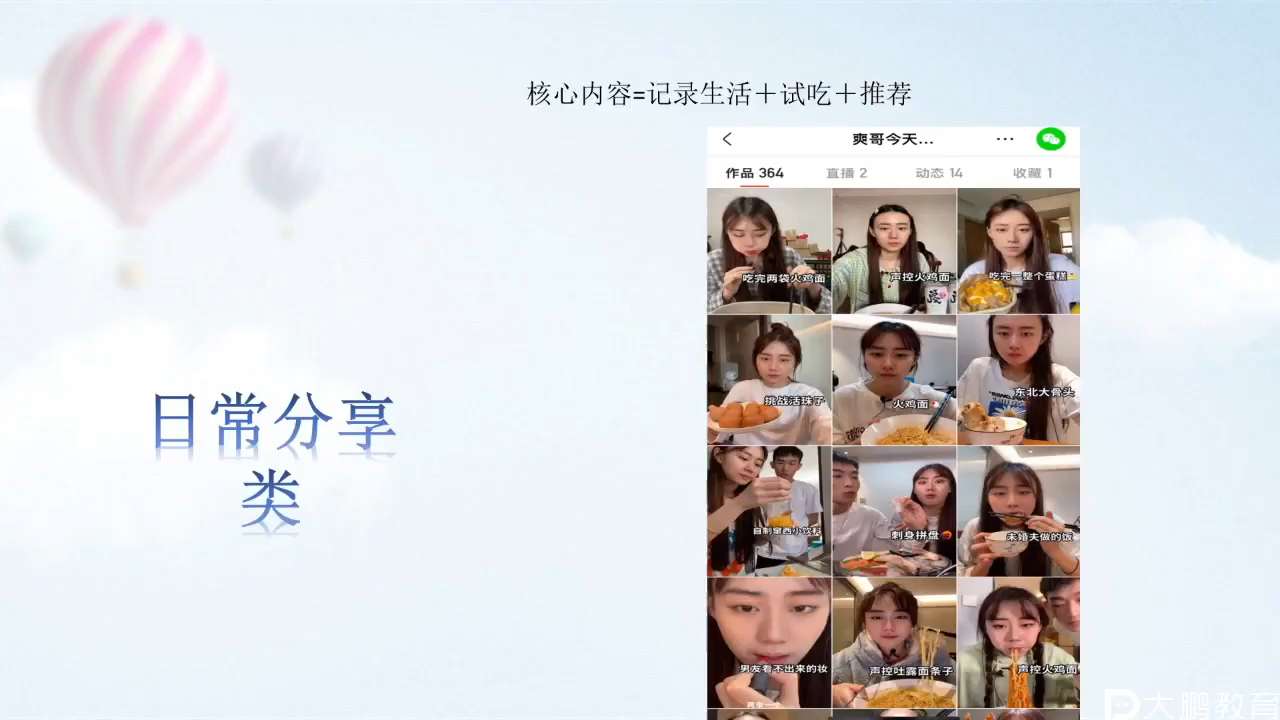 核心内容=记录生活＋试吃＋推荐
爽哥今天...
作品 364 直播 2 动态 14 收藏 1
吃完两袋火鸡面
声控火鸡面
吃完一整个蛋糕
挑战活珠子
火鸡面
东北大骨头
自制窜西小饮料
刺身拼盘
未婚夫做的饭
男友看不出来的妆
声控吐露面条子
声控火鸡面
日常分享
类
大鹏教育